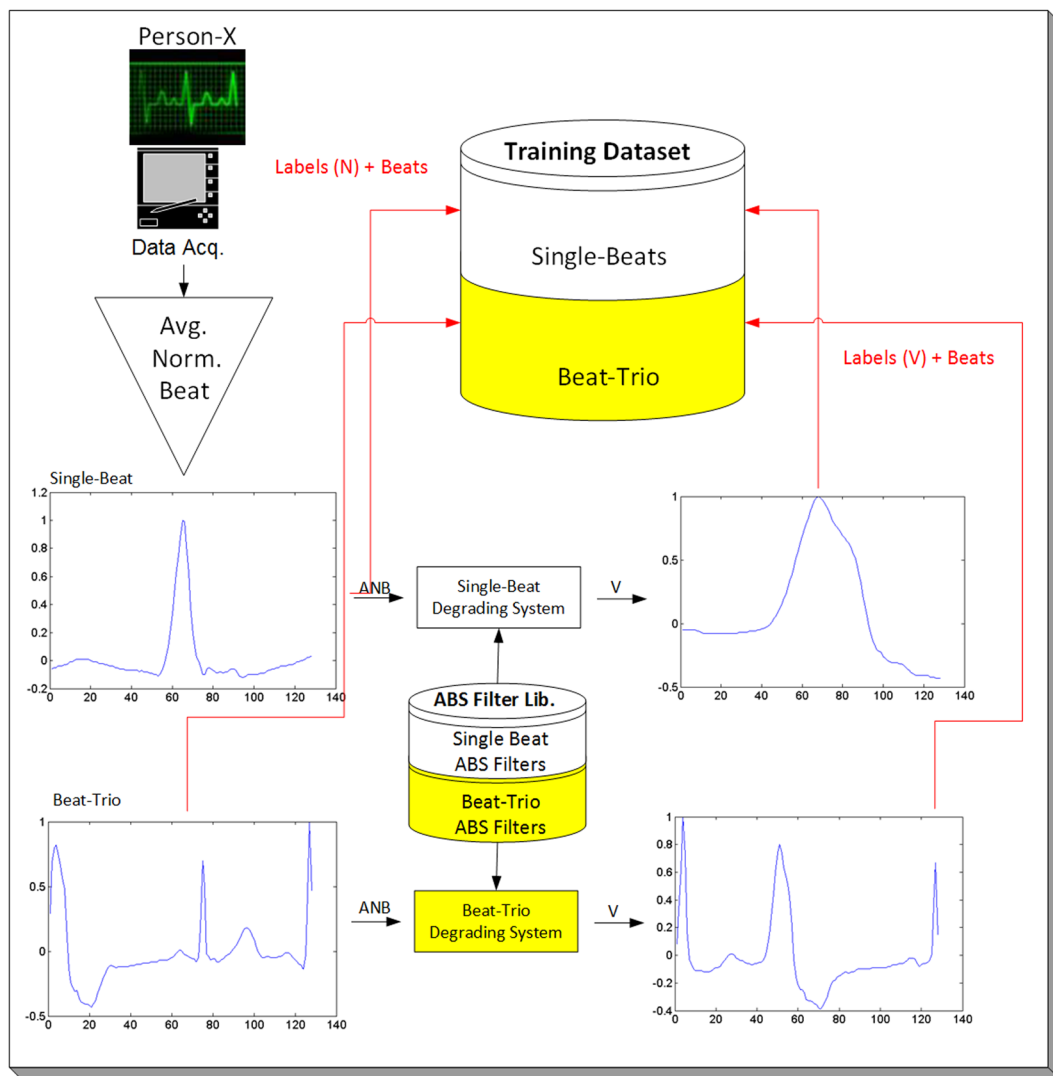 Person-X
Data Acq.
Avg.
Norm.
Beat
Labels (N) + Beats
Training Dataset
Single-Beats
Beat-Trio
Labels (V) + Beats
Single-Beat
1.2
1
0.8
0.6
0.4
0.2
0
-0.2
0 20 40 60 80 100 120 140
ANB
Single-Beat
Degrading System
V
1
0.5
0
-0.5
0 20 40 60 80 100 120 140
ABS Filter Lib.
Single Beat
ABS Filters
Beat-Trio
ABS Filters
Beat-Trio
1
0.5
0
-0.5
0 20 40 60 80 100 120 140
ANB
Beat-Trio
Degrading System
V
1
0.8
0.6
0.4
0.2
0
-0.2
-0.4
0 20 40 60 80 100 120 140